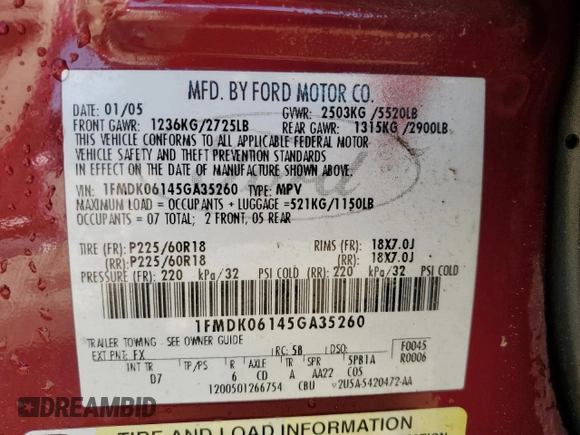 MFD. BY FORD MOTOR CO.
DATE: 01/05 GVWR: 2503KG /5520LB
FRONT GAWR: 1236KG/2725LB REAR GAWR: 1315KG /2900LB
THIS VEHICLE CONFORMS TO ALL APPLICABLE FEDERAL MOTOR
VEHICLE SAFETY AND THEFT PREVENTION STANDARDS
IN EFFECT ON THE DATE OF MANUFACTURE SHOWN ABOVE.
VIN: 1FMDK06145GA35260 TYPE: MPV
MAXIMUM LOAD = OCCUPANTS + LUGGAGE =521KG/1150LB
OCCUPANTS = 07 TOTAL; 2 FRONT, 05 REAR
TIRE (FR): P225/60R18 RIMS (FR): 18X7.0J
(RR): P225/60R18 (RR): 18X7.0J
PRESSURE (FR): 220 kPa/32 PSI COLD (RR): 220 kPa/32 PSI COLD
1FMDK06145GA35260
TRAILER TOWING - SEE OWNER GUIDE
EXT PNT: FX RC: 58 DSO: F0045
INT TR TP/PS R AXLE TR SPR 5PB1A R0006
D7 6 CD A AA22 C05
1200501266754 CBU ▽2U5A-5420472-AA
TIRE AND LOAD INFORMATION
DREAMBID